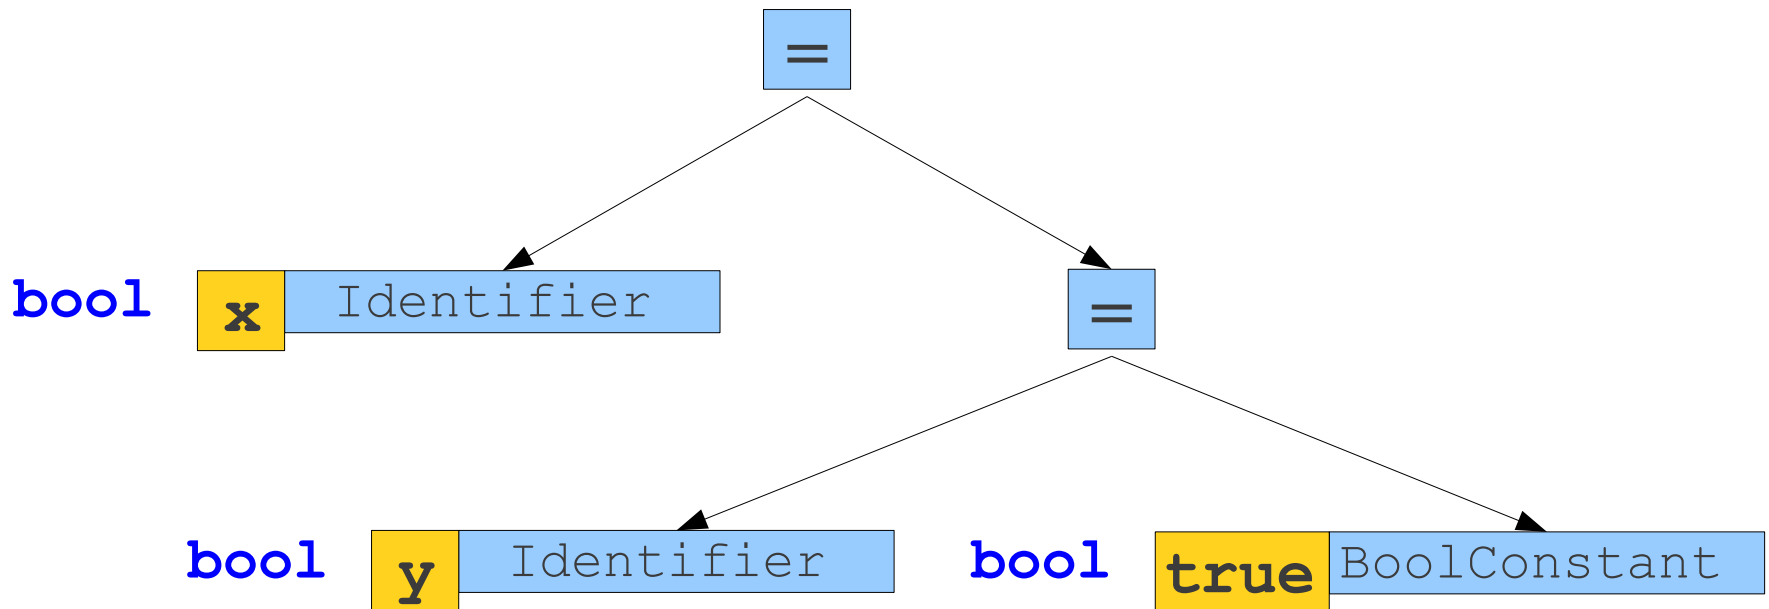 =
bool x Identifier =
bool y Identifier bool true BoolConstant